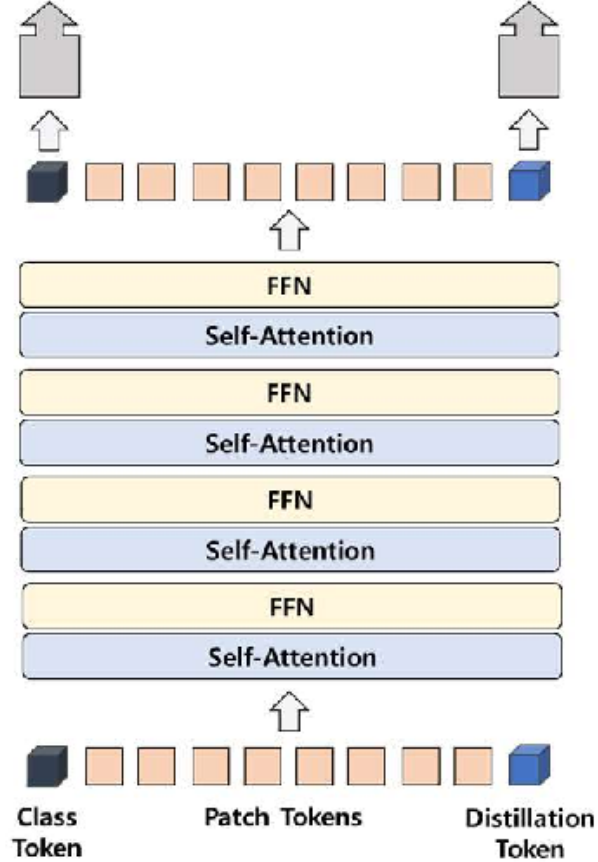 FFN
Self-Attention
FFN
Self-Attention
FFN
Self-Attention
FFN
Self-Attention
Class
Token
Patch Tokens
Distillation
Token